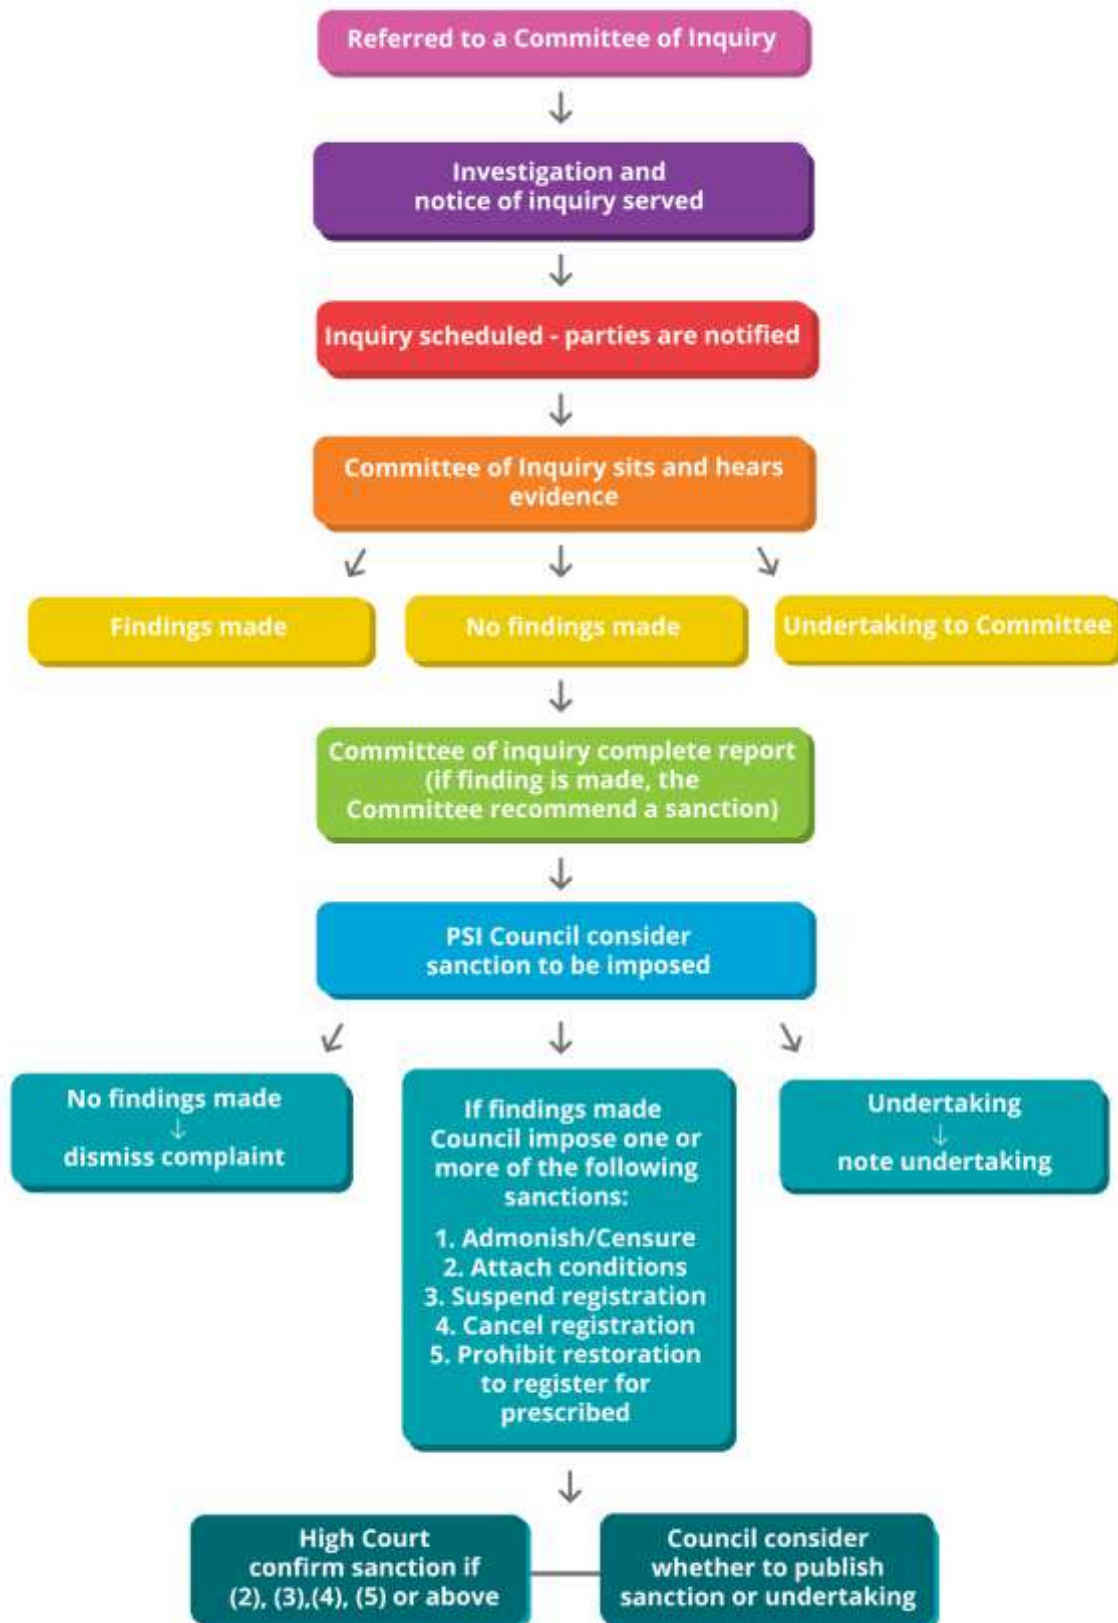 Referred to a Committee of Inquiry
Investigation and
notice of inquiry served
Inquiry scheduled - parties are notified
Committee of Inquiry sits and hears
evidence
Findings made
No findings made
Undertaking to Committee
Committee of inquiry complete report
(if finding is made, the
Committee recommend a sanction)
PSI Council consider
sanction to be imposed
No findings made
↓
dismiss complaint
If findings made
Council impose one or
more of the following
sanctions:
1. Admonish/Censure
2. Attach conditions
3. Suspend registration
4. Cancel registration
5. Prohibit restoration
to register for
prescribed
Undertaking
↓
note undertaking
High Court
confirm sanction if
(2), (3),(4), (5) or above
Council consider
whether to publish
sanction or undertaking